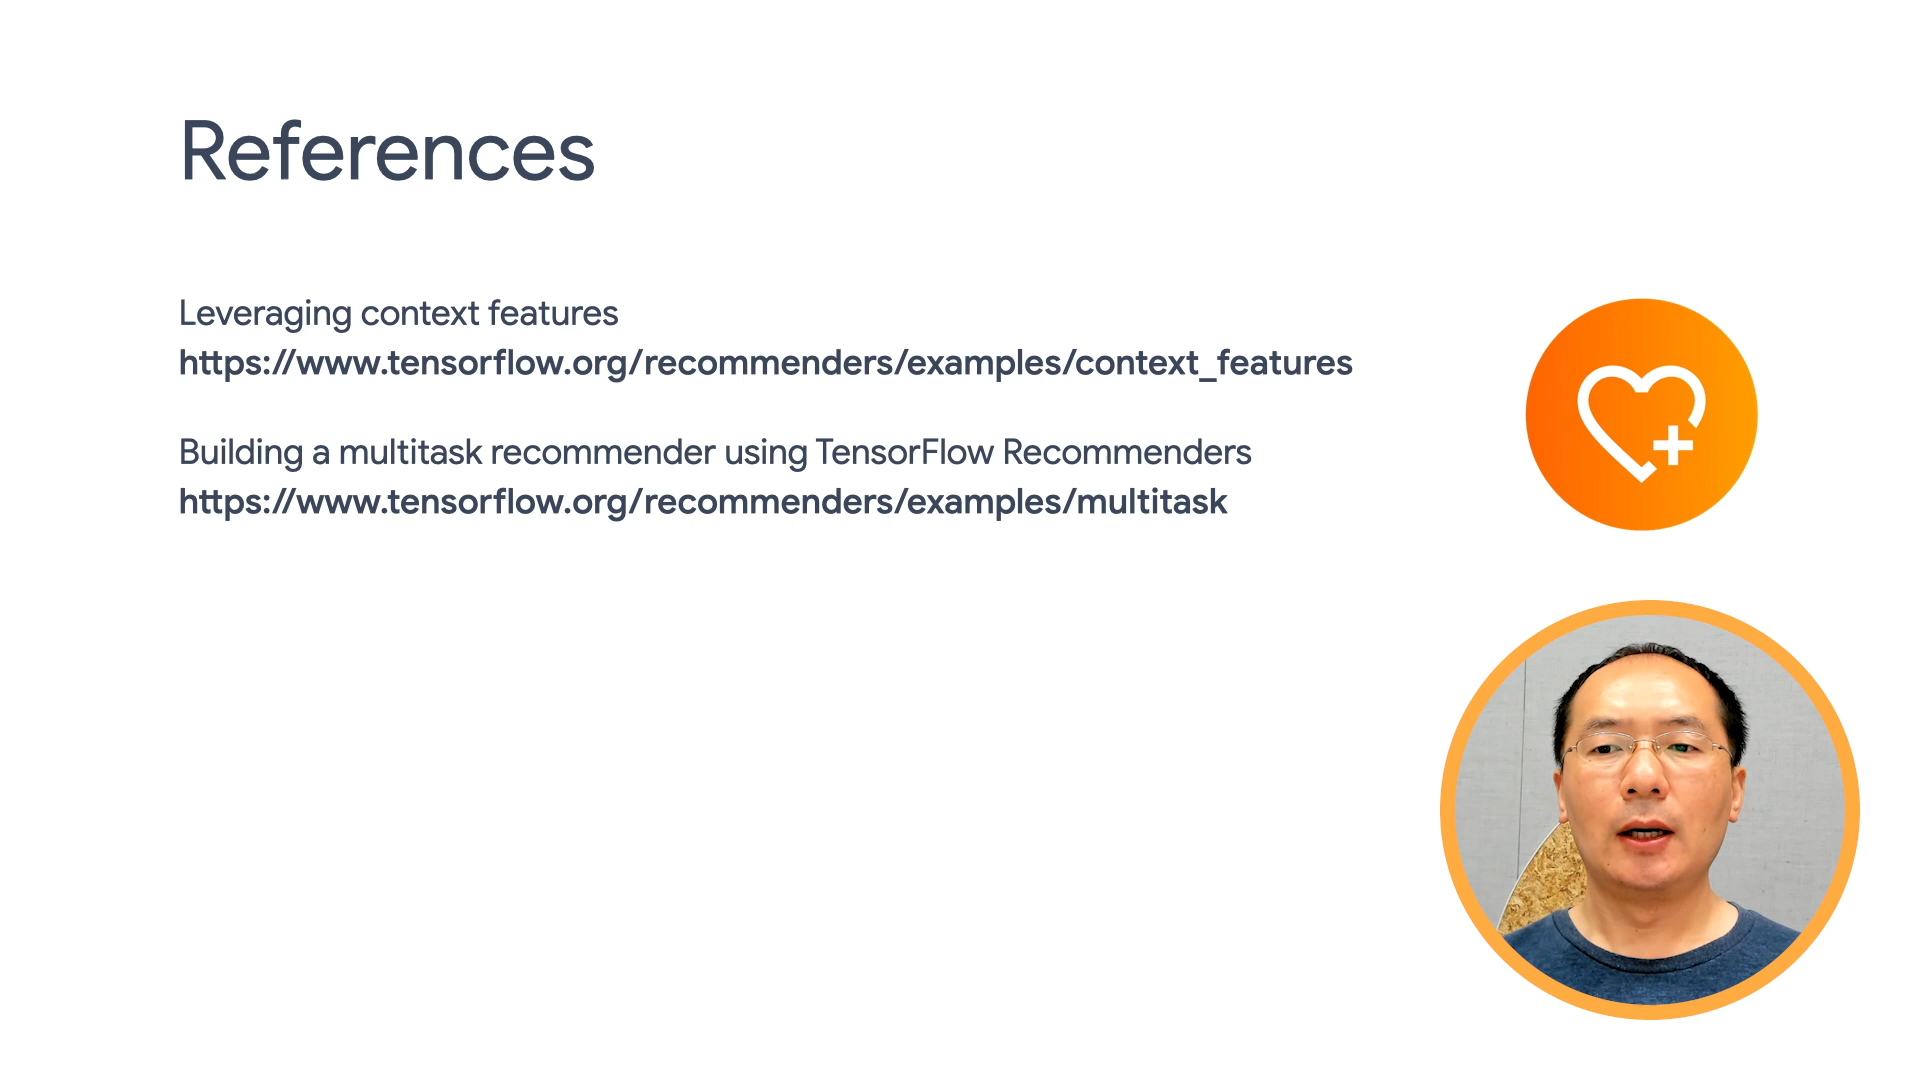 References
Leveraging context features
https://www.tensorflow.org/recommenders/examples/context_features
Building a multitask recommender using TensorFlow Recommenders
https://www.tensorflow.org/recommenders/examples/multitask